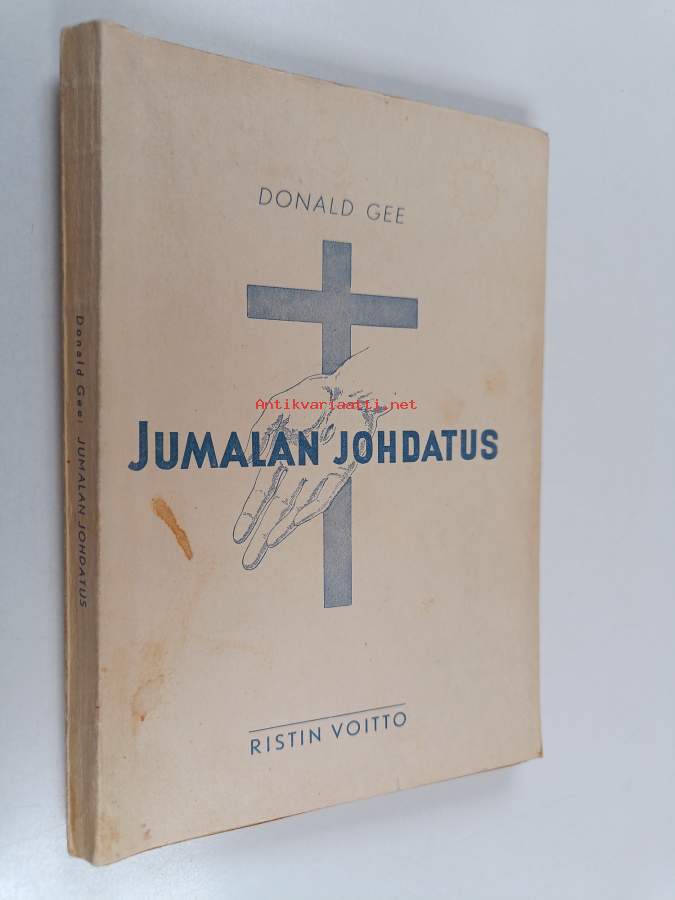 DONALD GEE
Antikvariaatti.net
JUMALAN JOHDATUS
RISTIN VOITTO
Donald Gee: JUMALAN JOHDATUS